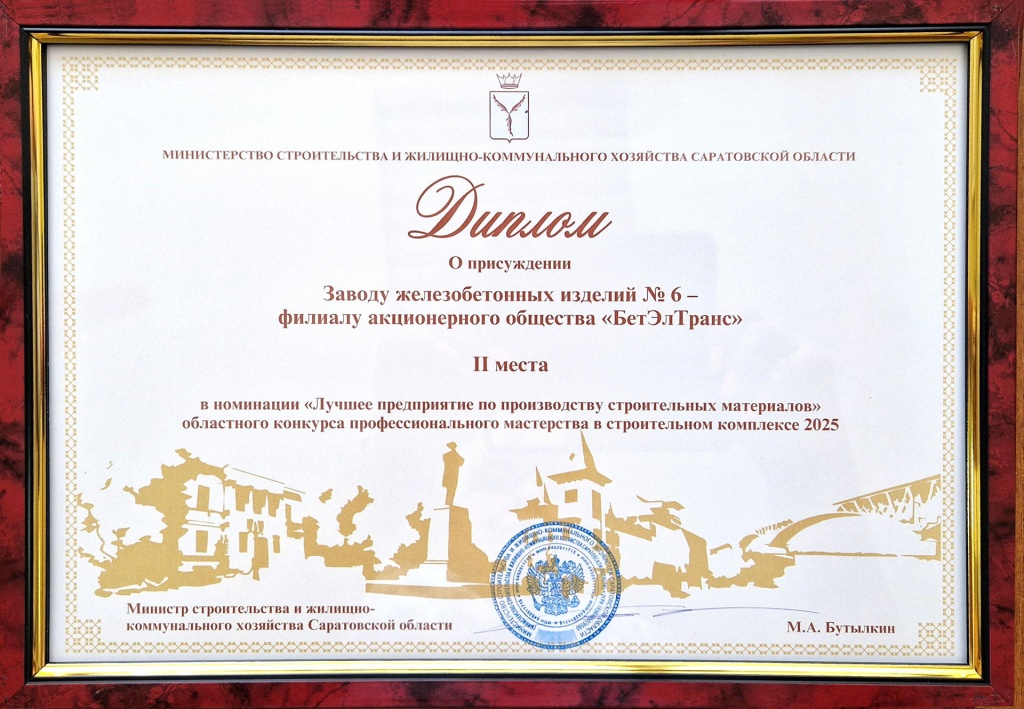 МИНИСТЕРСТВО СТРОИТЕЛЬСТВА И ЖИЛИЩНО-КОММУНАЛЬНОГО ХОЗЯЙСТВА САРАТОВСКОЙ ОБЛАСТИ
Диплом
О присуждении
Заводу железобетонных изделий № 6 –
филиалу акционерного общества «БетЭлТранс»
II места
в номинации «Лучшее предприятие по производству строительных материалов»
областного конкурса профессионального мастерства в строительном комплексе 2025
Министр строительства и жилищно-
коммунального хозяйства Саратовской области
М.А. Бутылкин